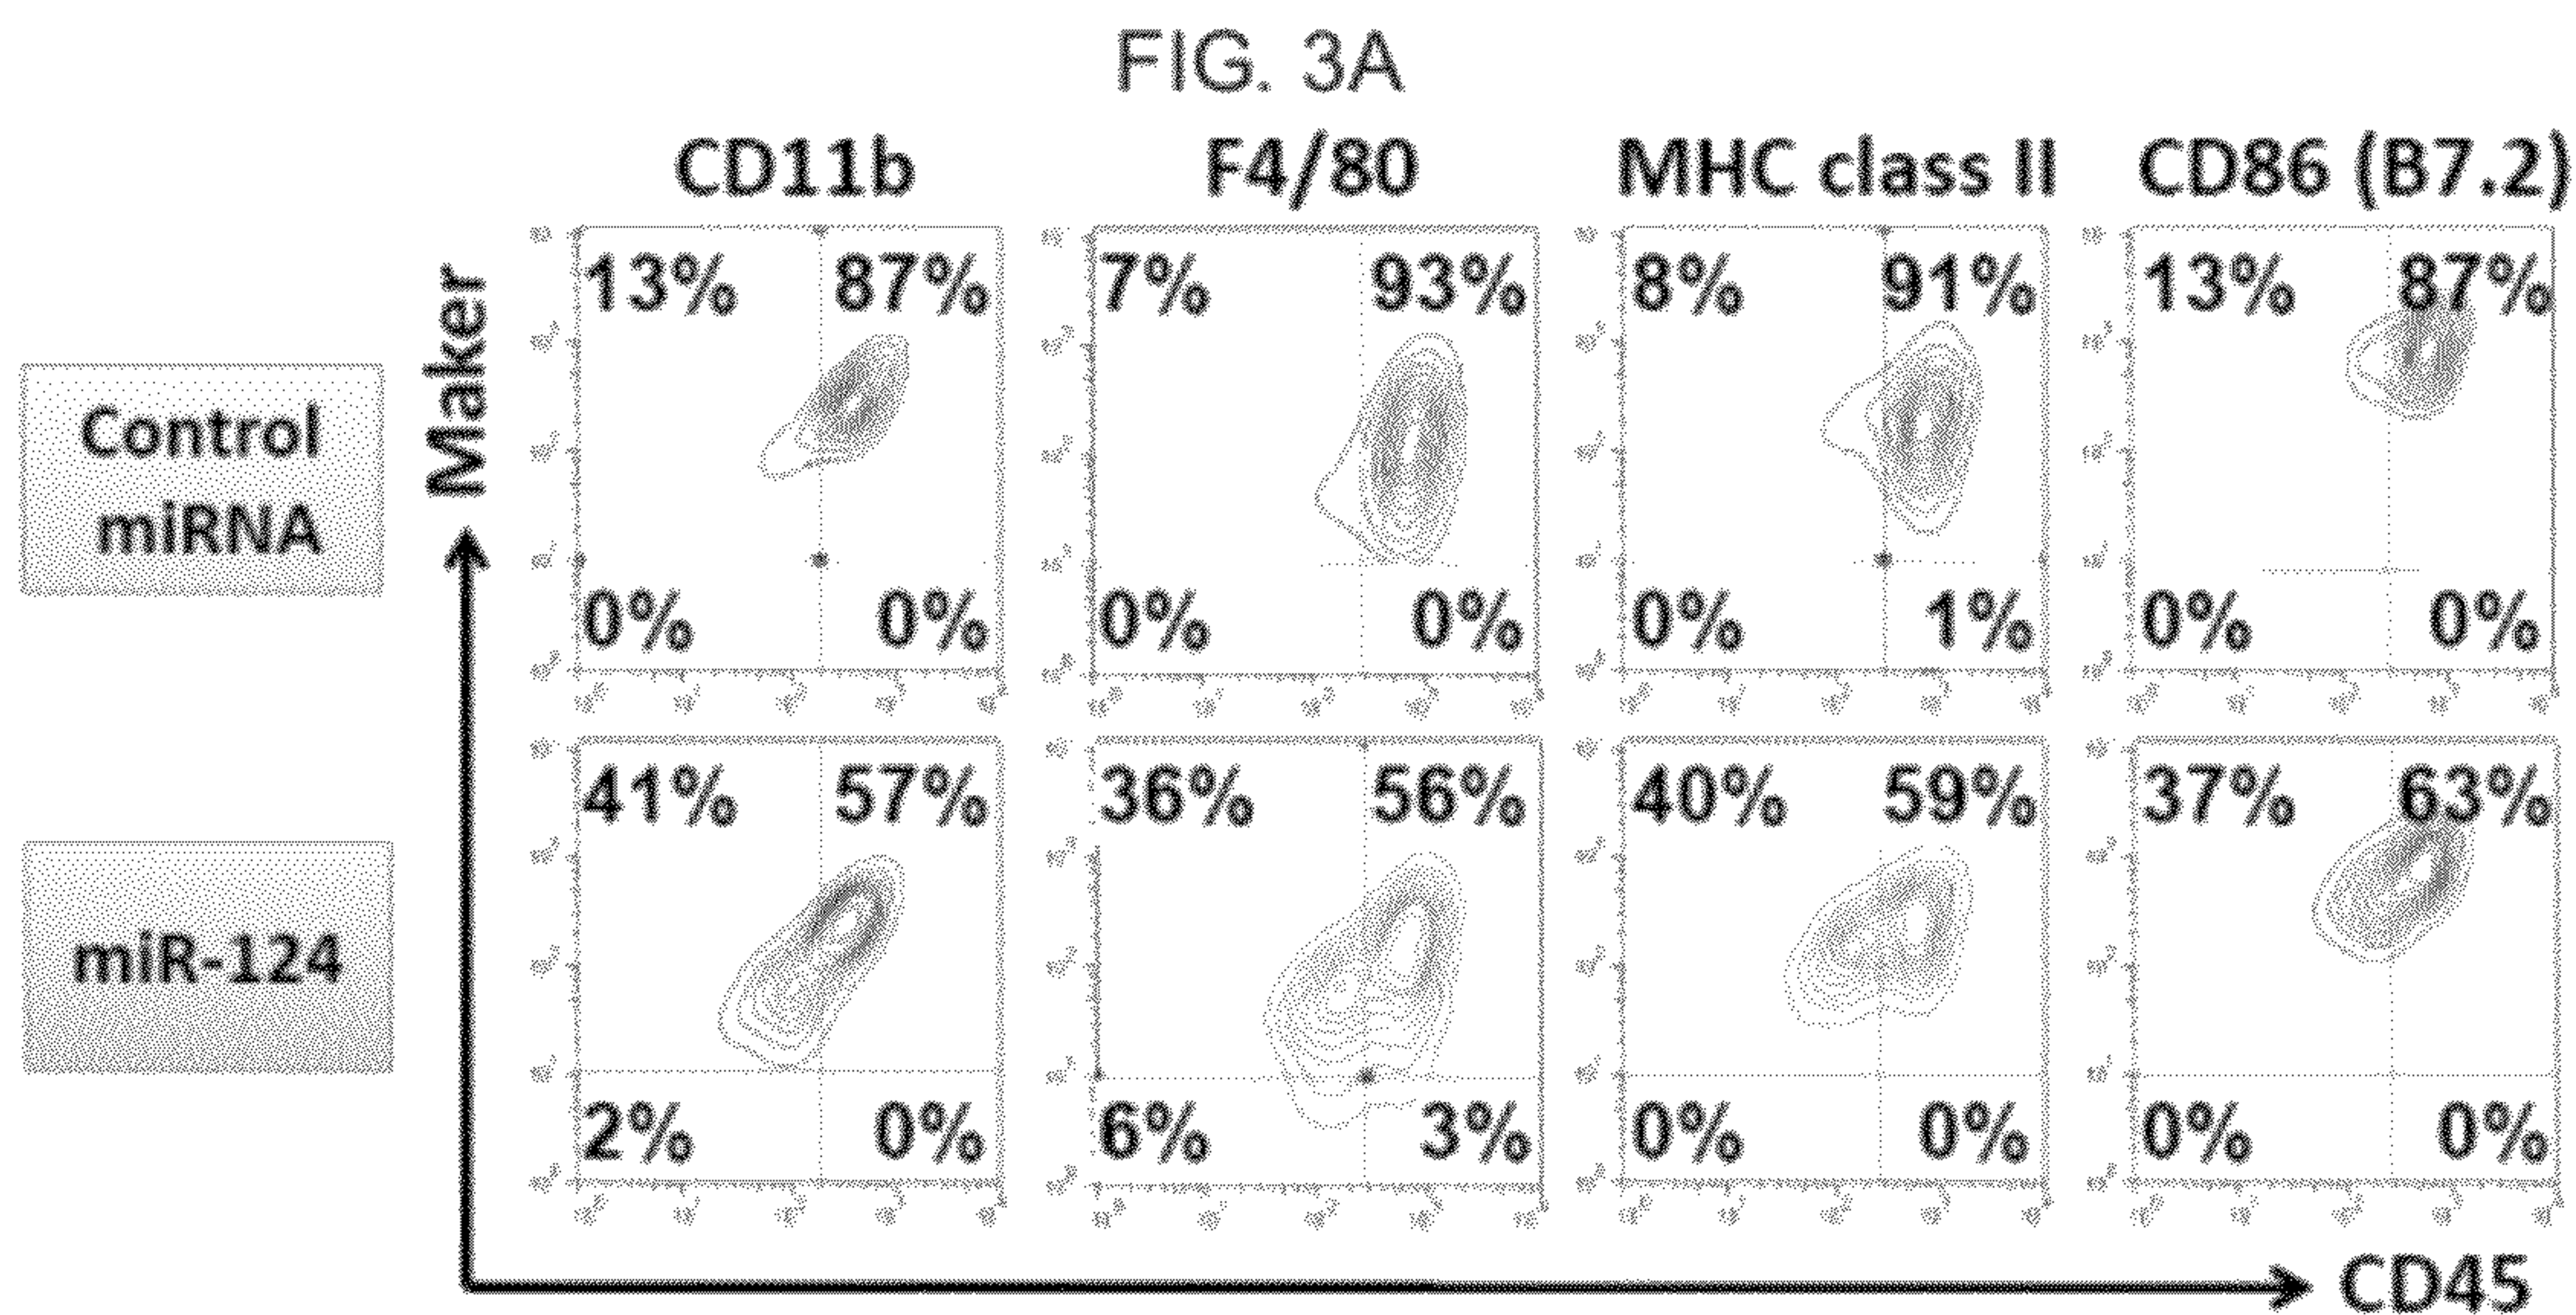 FIG. 3A
CD11b F4/80 MHC class II CD86 (B7.2)
Maker
Control
miRNA
13% 87% 7% 93% 8% 91% 13% 87%
0% 0% 0% 0% 0% 1% 0% 0%
miR-124
41% 57% 36% 56% 40% 59% 37% 63%
2% 0% 6% 3% 0% 0% 0% 0%
CD45